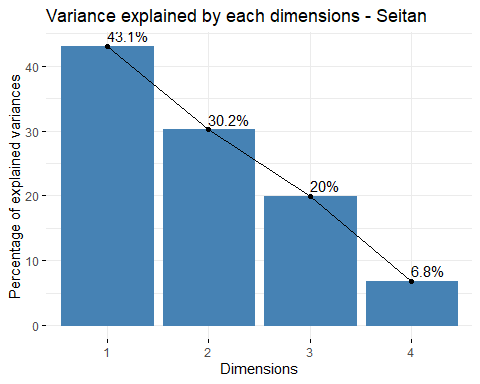 Variance explained by each dimensions - Seitan
Percentage of explained variances
40
30
20
10
0
43.1%
30.2%
20%
6.8%
1 2 3 4
Dimensions